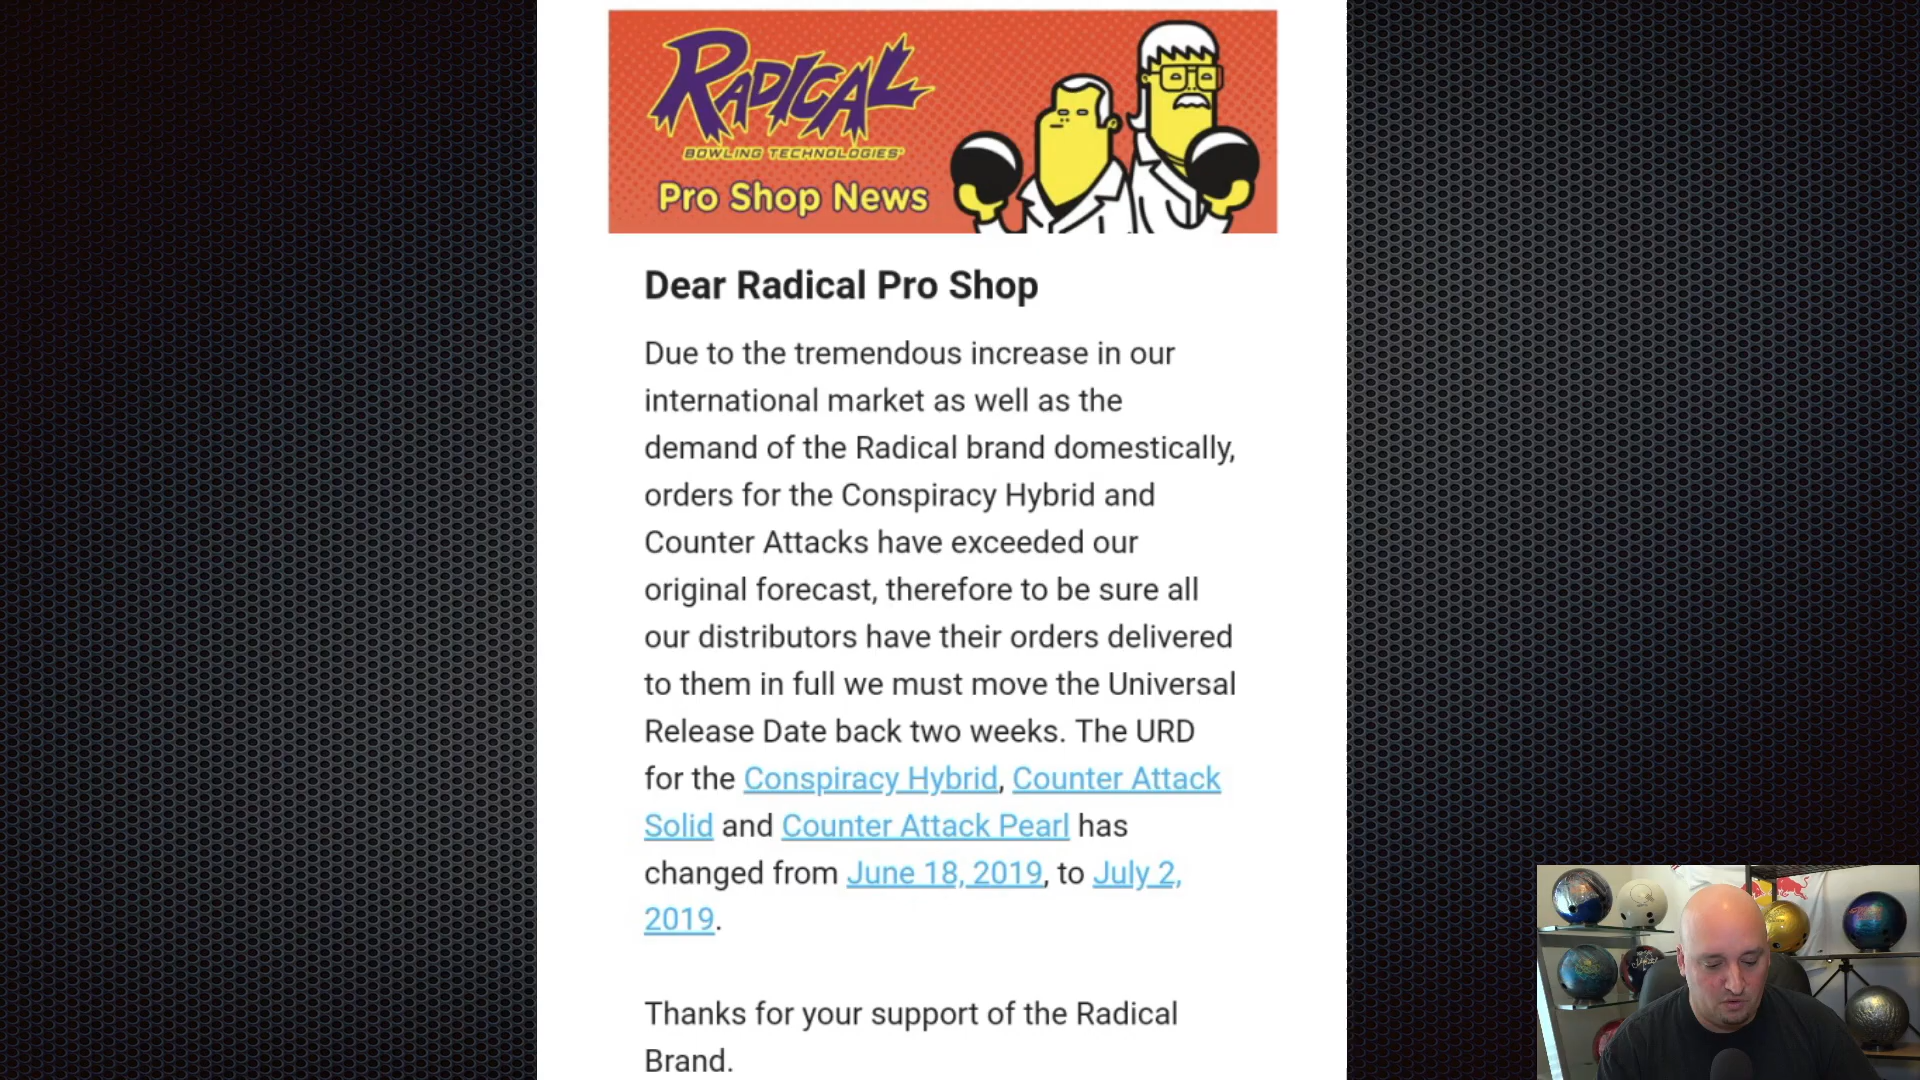 RADICAL
BOWLING TECHNOLOGIES
Pro Shop News
Dear Radical Pro Shop
Due to the tremendous increase in our
international market as well as the
demand of the Radical brand domestically,
orders for the Conspiracy Hybrid and
Counter Attacks have exceeded our
original forecast, therefore to be sure all
our distributors have their orders delivered
to them in full we must move the Universal
Release Date back two weeks. The URD
for the Conspiracy Hybrid, Counter Attack
Solid and Counter Attack Pearl has
changed from June 18, 2019, to July 2,
2019.
Thanks for your support of the Radical
Brand.